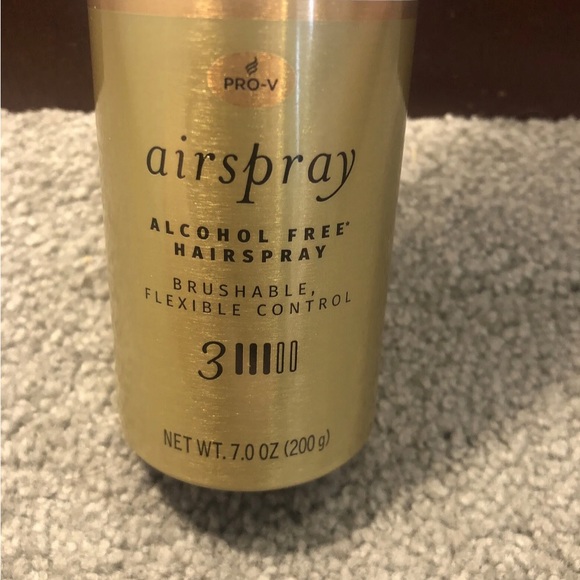 PRO-V
airspray
ALCOHOL FREE*
HAIRSPRAY
BRUSHABLE,
FLEXIBLE CONTROL
3
NET WT. 7.0 OZ (200 g)